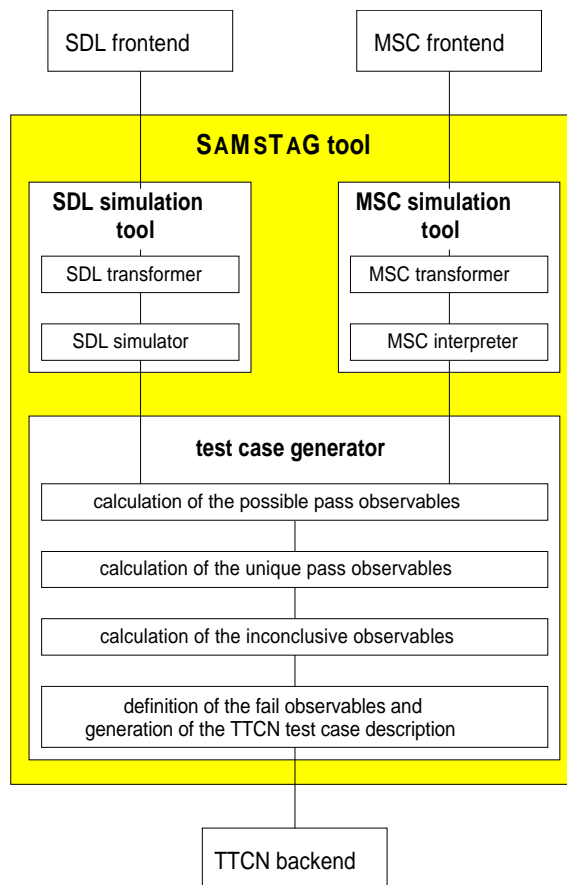 SDL frontend
MSC frontend
SAMSTAG tool
SDL simulation
tool
SDL transformer
SDL simulator
MSC simulation
tool
MSC transformer
MSC interpreter
test case generator
calculation of the possible pass observables
calculation of the unique pass observables
calculation of the inconclusive observables
definition of the fail observables and
generation of the TTCN test case description
TTCN backend